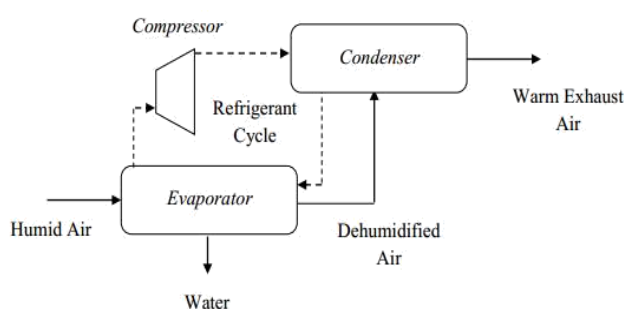 Compressor
Condenser
Warm Exhaust
Air
Refrigerant
Cycle
Evaporator
Humid Air
Dehumidified
Air
Water